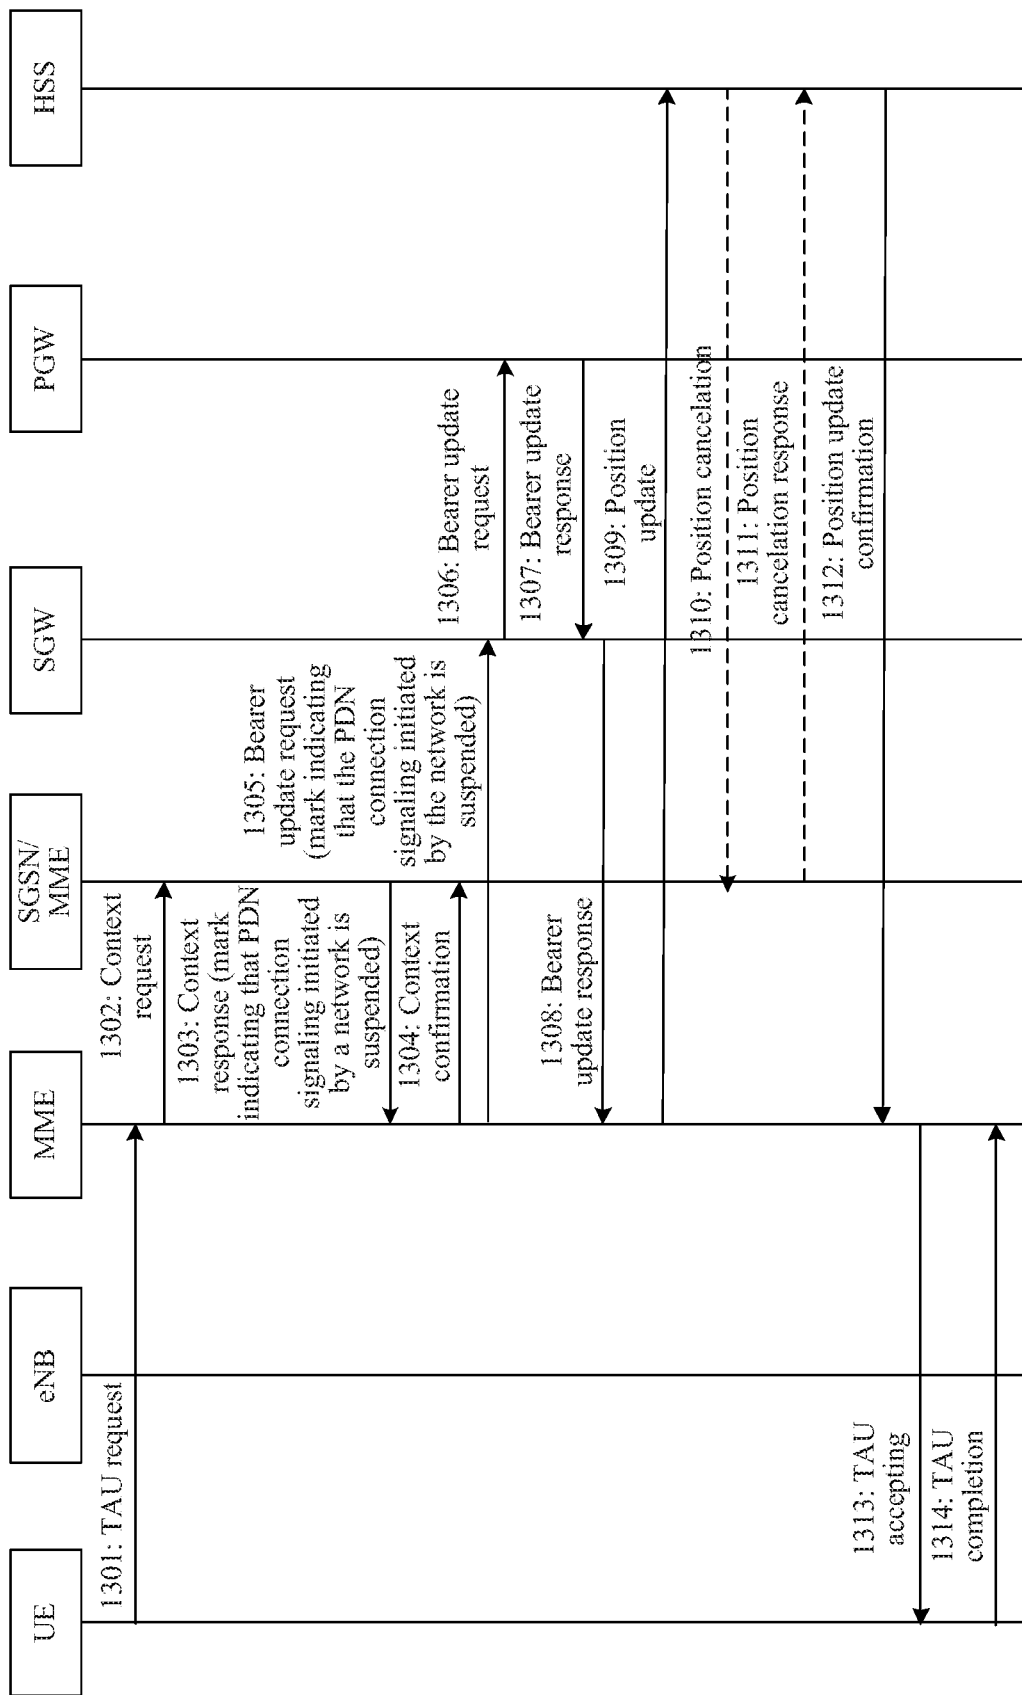 UE
eNB
MME
SGSN/
MME
SGW
PGW
HSS
1301: TAU request
1302: Context
request
1303: Context
response (mark
indicating that PDN
connection
signaling initiated
by a network is
suspended)
1304: Context
confirmation
1305: Bearer
update request
(mark indicating
that the PDN
connection
signaling initiated
by the network is
suspended)
1306: Bearer update
request
1307: Bearer update
response
1308: Bearer
update response
1309: Position
update
1310: Position cancelation
1311: Position
cancelation response
1312: Position update
confirmation
1313: TAU
accepting
1314: TAU
completion